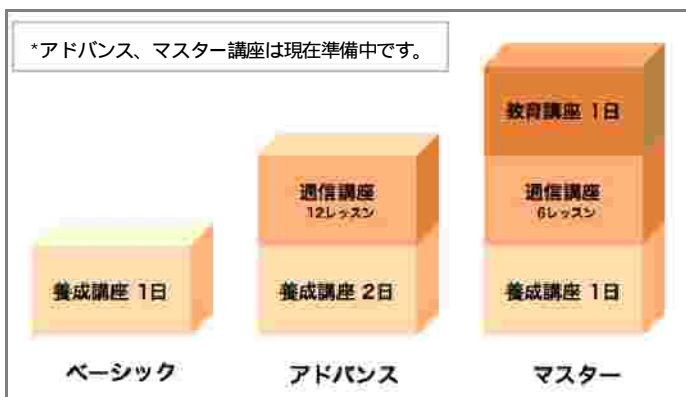 *アドバンス、マスター講座は現在準備中です。
教育講座 1日
通信講座
12レッスン
通信講座
6レッスン
養成講座 1日
養成講座 2日
養成講座 1日
ベーシック
アドバンス
マスター